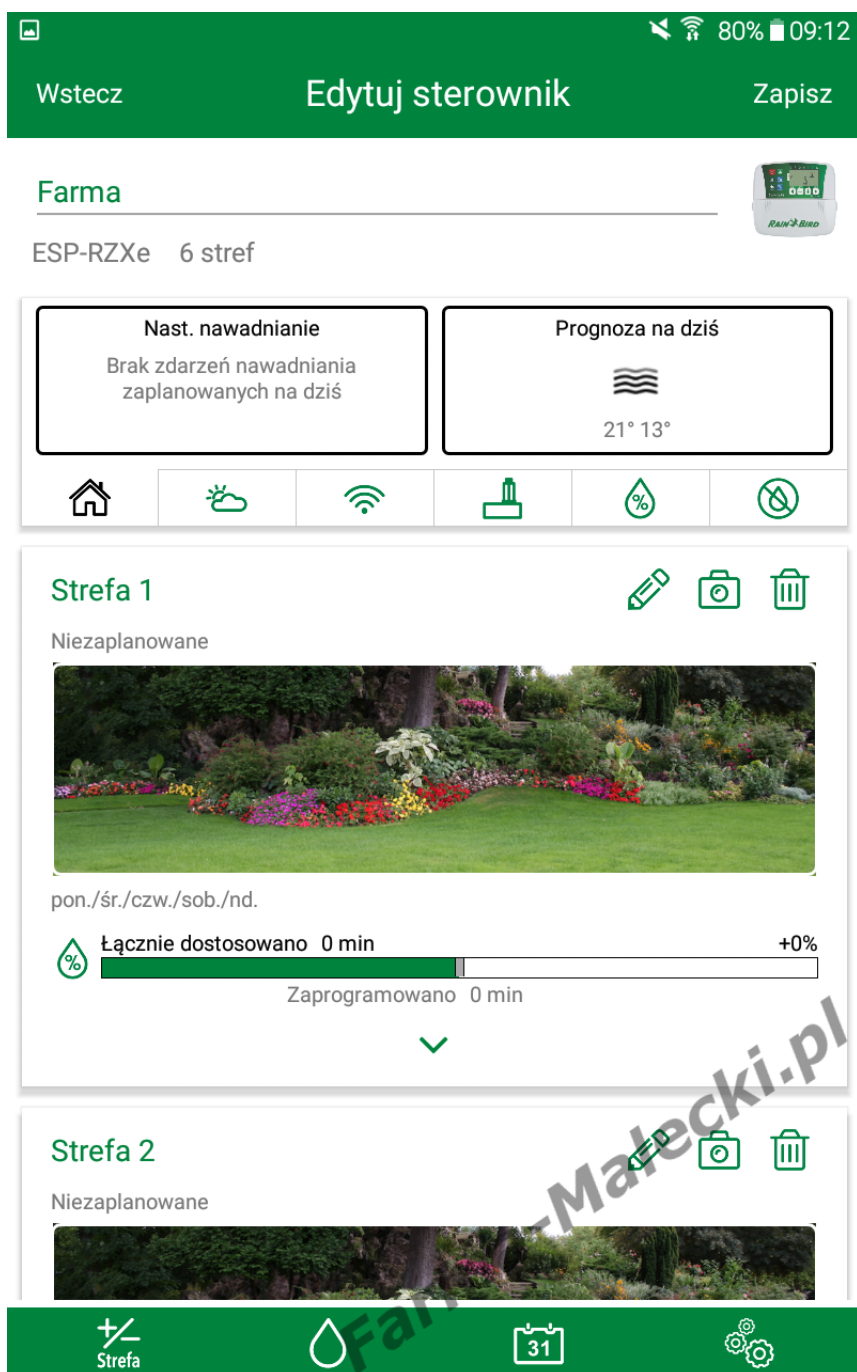 80% 09:12
Wstecz Edytuj sterownik Zapisz
Farma
RAIN BIRD
ESP-RZXe 6 stref
Nast. nawadnianie
Brak zdarzeń nawadniania
zaplanowanych na dziś
Prognoza na dziś
21° 13°
%
Strefa 1
Niezaplanowane
pon./śr./czw./sob./nd.
% Łącznie dostosowano 0 min +0%
Zaprogramowano 0 min
Strefa 2
Niezaplanowane
-Malecki.pl
+/-
Strefa
31